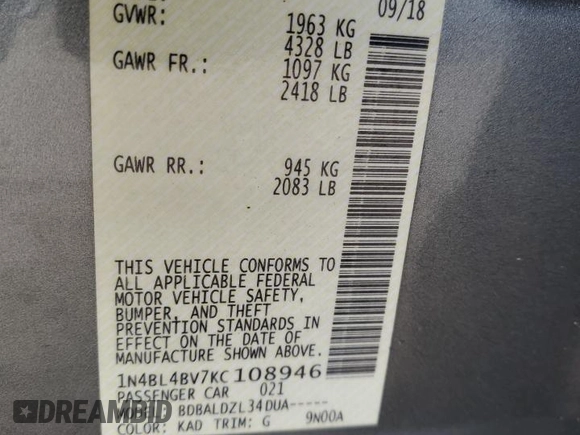 09/18
GVWR: 1963 KG
4328 LB
GAWR FR.: 1097 KG
2418 LB
GAWR RR.: 945 KG
2083 LB
THIS VEHICLE CONFORMS TO
ALL APPLICABLE FEDERAL
MOTOR VEHICLE SAFETY,
BUMPER, AND THEFT
PREVENTION STANDARDS IN
EFFECT ON THE DATE OF
MANUFACTURE SHOWN ABOVE.
1N4BL4BV7KC108946
PASSENGER CAR 021
MODEL: BDBALDZL34DUA-----
COLOR: KAD TRIM: G 9N00A
DREAMBID.com